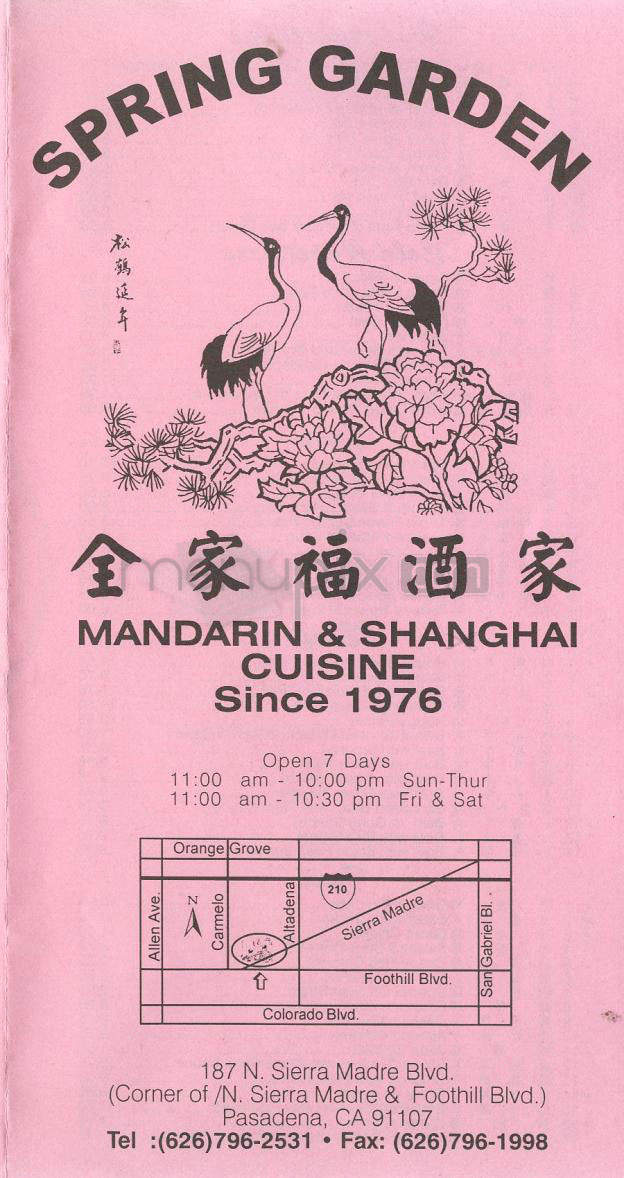 SPRING GARDEN
松鶴延年
全家福酒家
MANDARIN & SHANGHAI
CUISINE
Since 1976
Open 7 Days
11:00 am - 10:00 pm Sun-Thur
11:00 am - 10:30 pm Fri & Sat
Orange Grove
210
Allen Ave.
N
Carmelo
Altadena
Sierra Madre
San Gabriel Bl.
Foothill Blvd.
Colorado Blvd.
187 N. Sierra Madre Blvd.
(Corner of /N. Sierra Madre & Foothill Blvd.)
Pasadena, CA 91107
Tel :(626)796-2531 • Fax: (626)796-1998